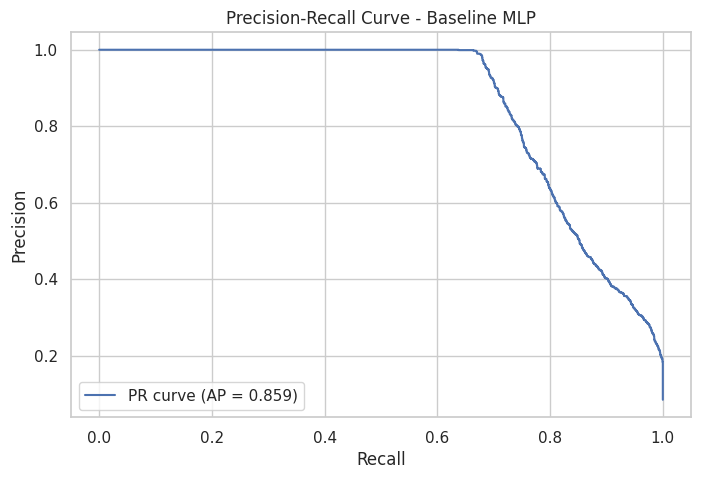 Precision-Recall Curve - Baseline MLP
1.0
0.8
0.6
0.4
0.2
Precision
PR curve (AP = 0.859)
0.0 0.2 0.4 0.6 0.8 1.0
Recall